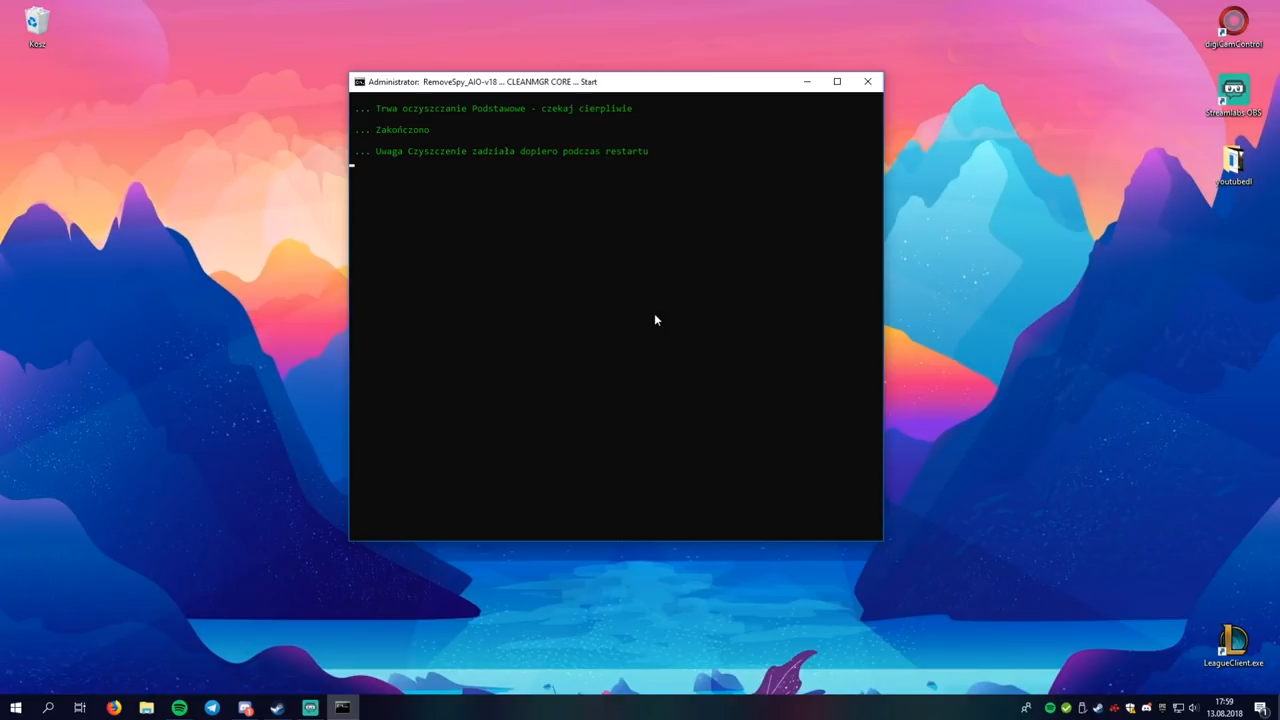 Kosz
digiCamControl
Streamlabs OBS
youtubedl
Administrator: RemoveSpy_AIO-v18 ... CLEANMGR CORE ... Start
... Trwa oczyszczanie Podstawowe - czekaj cierpliwie
... Zakończono
... Uwaga Czyszczenie zadziała dopiero podczas restartu
LeagueClient.exe
17:59
13.08.2018